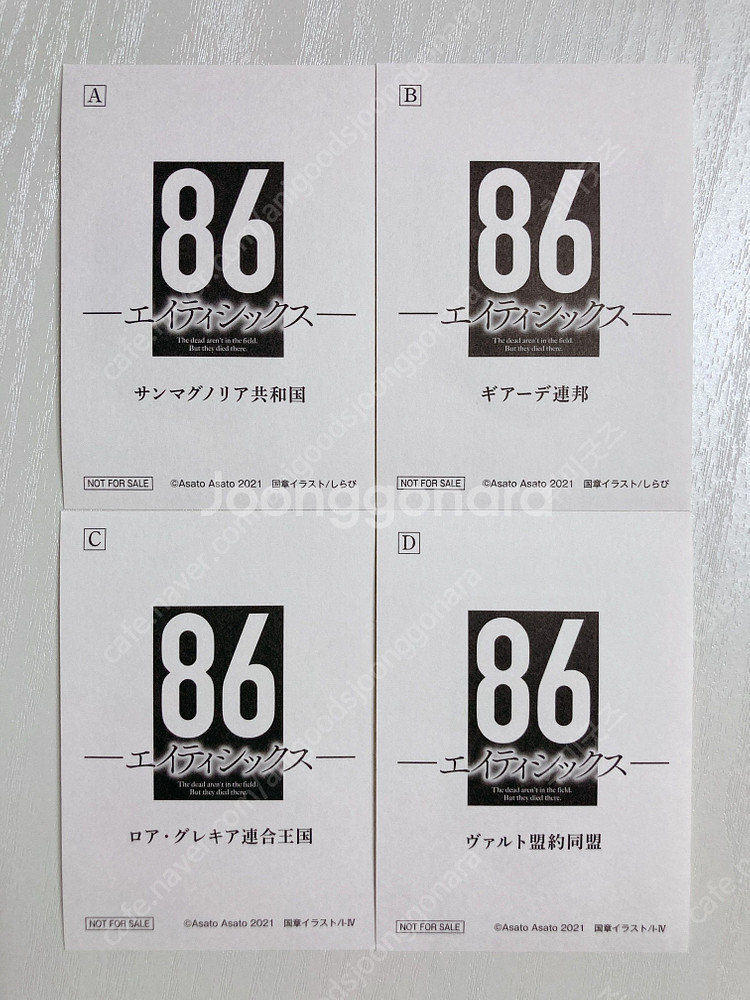 A
86
―エイティシックス―
The dead aren't in the field.
But they died there.
サンマグノリア共和国
NOT FOR SALE ©Asato Asato 2021 国章イラスト/しらび
B
86
―エイティシックス―
The dead aren't in the field.
But they died there.
ギアーデ連邦
NOT FOR SALE ©Asato Asato 2021 国章イラスト/しらび
Joonggonara
C
86
―エイティシックス―
The dead aren't in the field.
But they died there.
ロア・グレキア連合王国
NOT FOR SALE ©Asato Asato 2021 国章イラスト/I-IV
D
86
―エイティシックス―
The dead aren't in the field.
But they died there.
ヴァルト盟約同盟
NOT FOR SALE ©Asato Asato 2021 国章イラスト/I-IV
cafe.naver.com/anigoodsjoonggonara